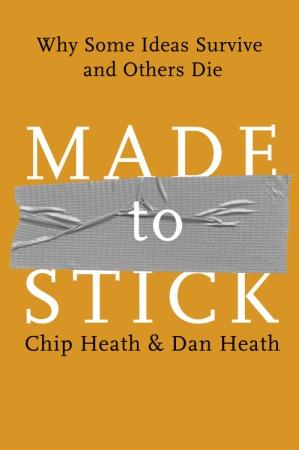 Why Some Ideas Survive
and Others Die
MADE
to
STICK
Chip Heath & Dan Heath